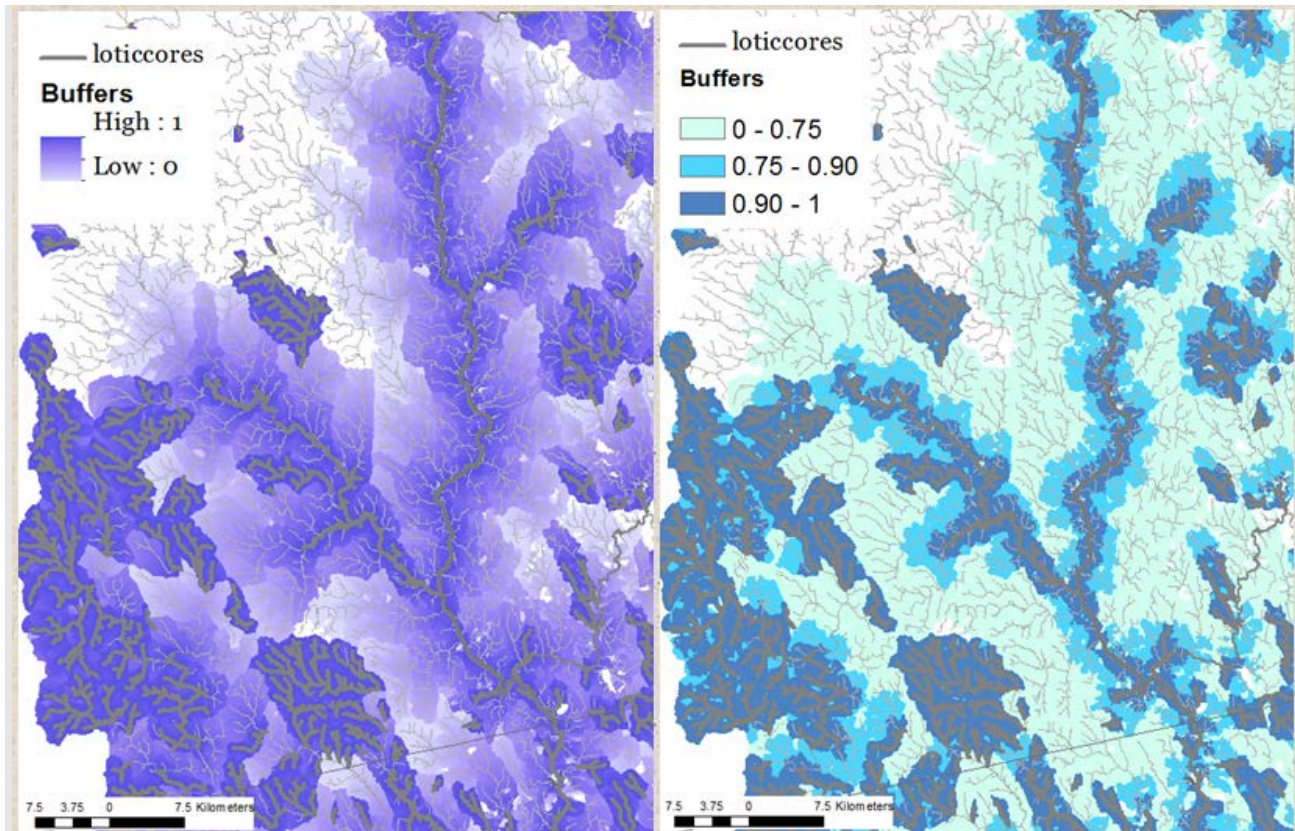 loticcores
Buffers
High : 1
Low : 0
7.5 3.75 0 7.5 Kilometers
loticcores
Buffers
0 - 0.75
0.75 - 0.90
0.90 - 1
7.5 3.75 0 7.5 Kilometers